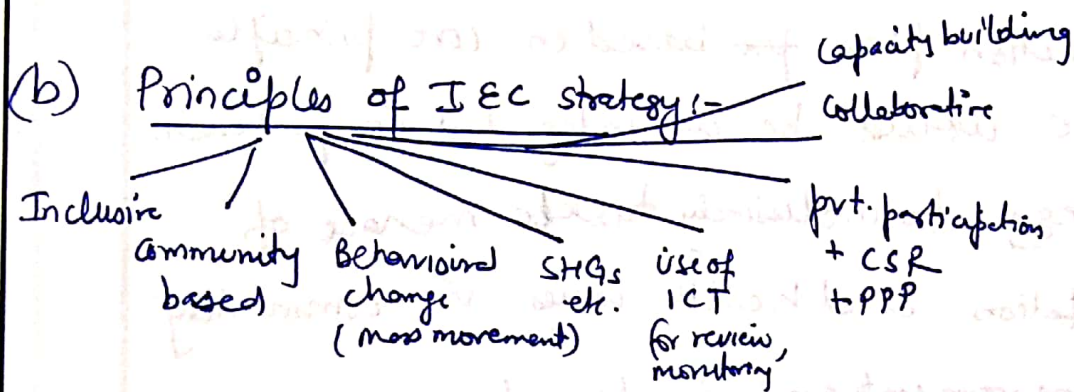 (b) Principles of IEC strategy:-
capacity building
collaborative
Inclusive
community based
Behavioural change (mass movement)
SHGs etc.
use of ICT for review, monitoring
pvt. participation + CSR + PPP